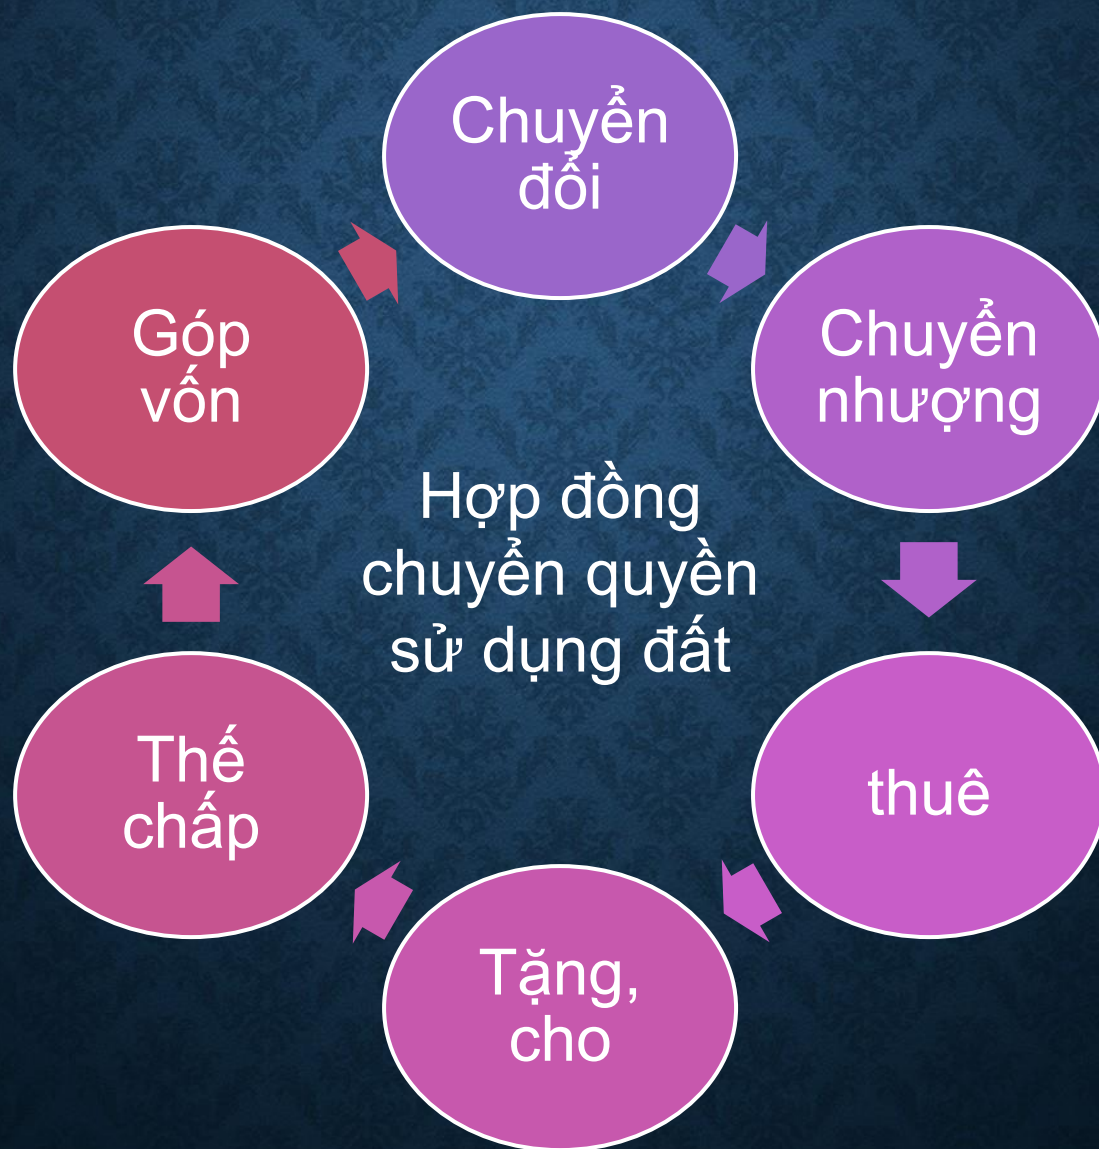 Chuyển
đổi
Chuyển
nhượng
thuê
Tặng,
cho
Thế
chấp
Góp
vốn
Hợp đồng
chuyển quyền
sử dụng đất